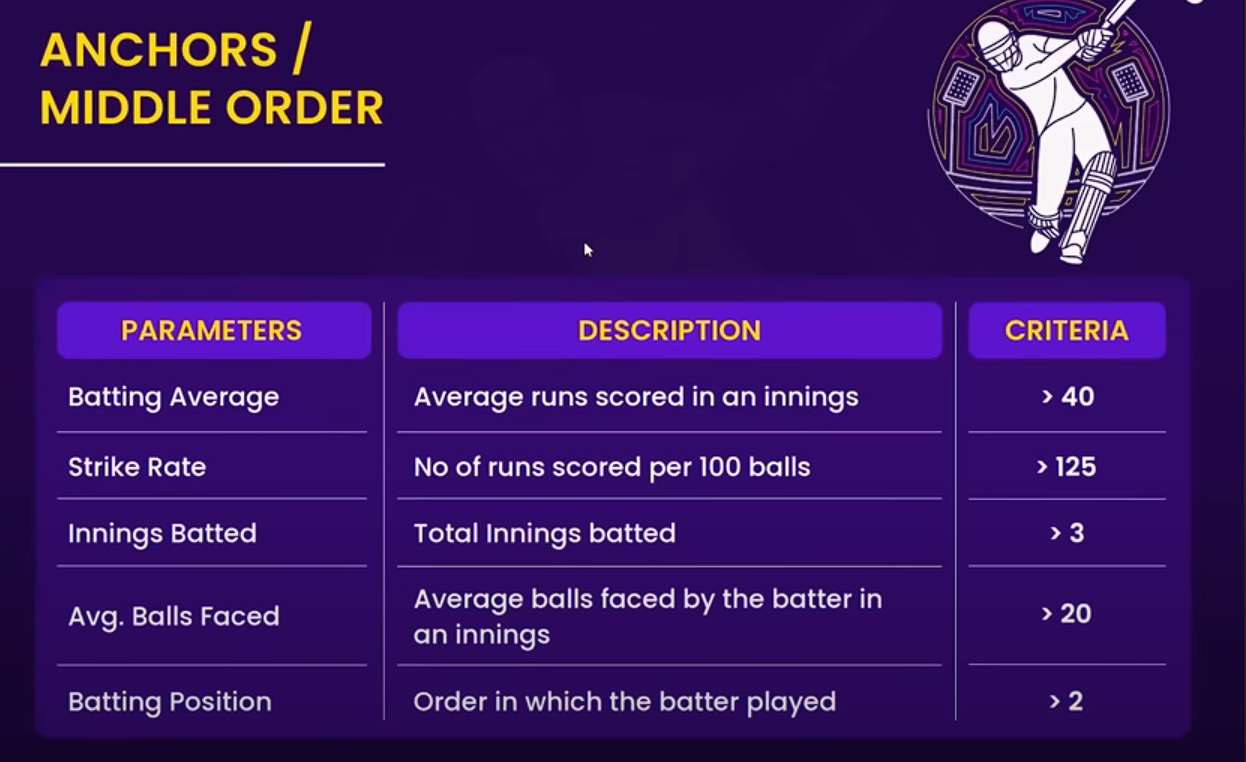 ANCHORS /
MIDDLE ORDER
PARAMETERS DESCRIPTION CRITERIA
Batting Average Average runs scored in an innings > 40
Strike Rate No of runs scored per 100 balls > 125
Innings Batted Total Innings batted > 3
Avg. Balls Faced Average balls faced by the batter in
an innings > 20
Batting Position Order in which the batter played > 2